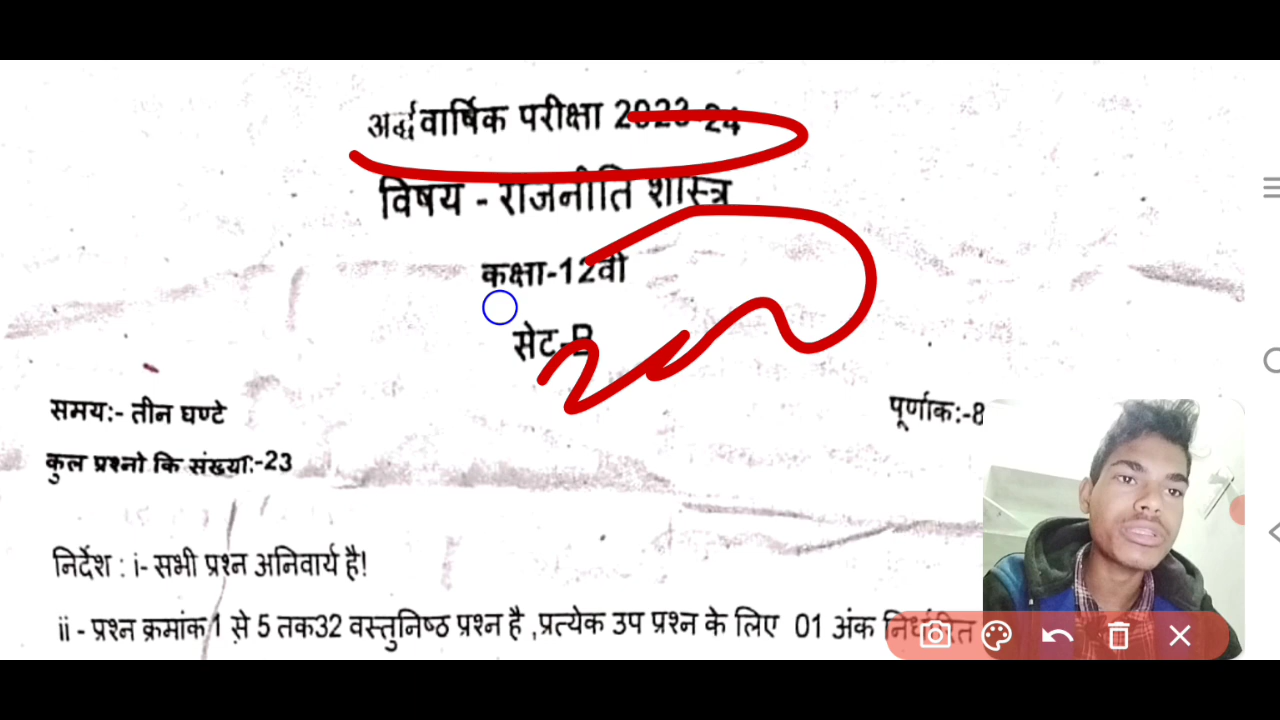 अर्द्धवार्षिक परीक्षा 2023-24
विषय - राजनीति शास्त्र
कक्षा-12वी
सेट-B
समय:- तीन घण्टे
पूर्णाक:-8
कुल प्रश्नो कि संख्या:-23
निर्देश : i- सभी प्रश्न अनिवार्य है!
ii - प्रश्न क्रमांक 1 से 5 तक32 वस्तुनिष्ठ प्रश्न है ,प्रत्येक उप प्रश्न के लिए 01 अंक निर्धारित